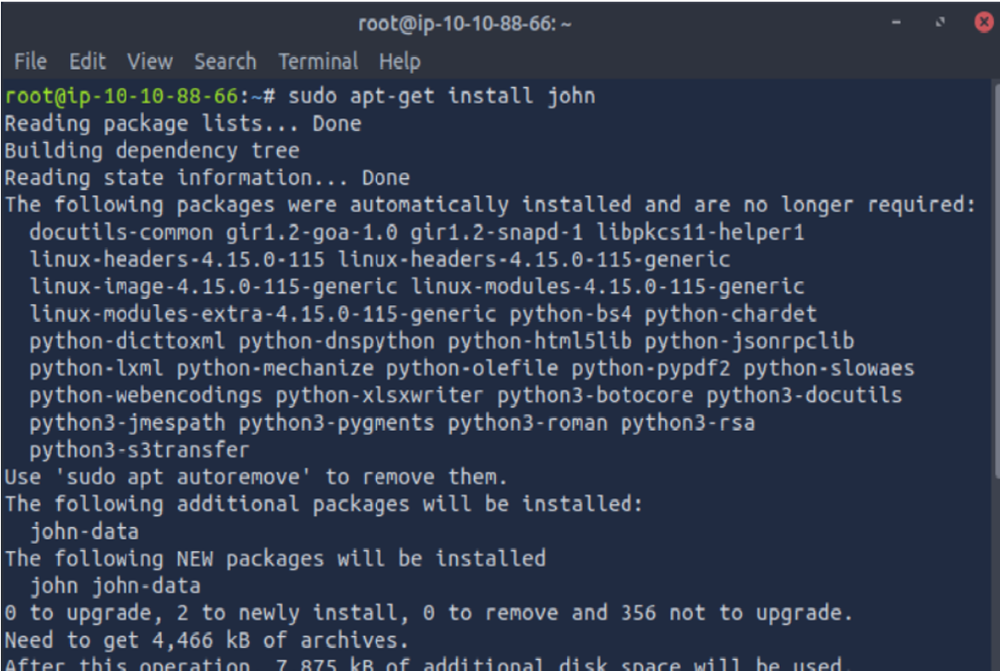 root@ip-10-10-88-66: ~
File Edit View Search Terminal Help
root@ip-10-10-88-66:~# sudo apt-get install john
Reading package lists... Done
Building dependency tree
Reading state information... Done
The following packages were automatically installed and are no longer required:
docutils-common gir1.2-goa-1.0 gir1.2-snapd-1 libpkcs11-helper1
linux-headers-4.15.0-115 linux-headers-4.15.0-115-generic
linux-image-4.15.0-115-generic linux-modules-4.15.0-115-generic
linux-modules-extra-4.15.0-115-generic python-bs4 python-chardet
python-dicttoxml python-dnspython python-html5lib python-jsonrpclib
python-lxml python-mechanize python-olefile python-pypdf2 python-slowaes
python-webencodings python-xlsxwriter python3-botocore python3-docutils
python3-jmespath python3-pygments python3-roman python3-rsa
python3-s3transfer
Use 'sudo apt autoremove' to remove them.
The following additional packages will be installed:
john-data
The following NEW packages will be installed
john john-data
0 to upgrade, 2 to newly install, 0 to remove and 356 not to upgrade.
Need to get 4,466 kB of archives.
After this operation, 7,875 kB of additional disk space will be used.